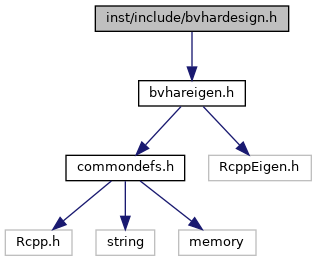 inst/include/bvhardesign.h
bvhareigen.h
commondefs.h
RcppEigen.h
Rcpp.h
string
memory